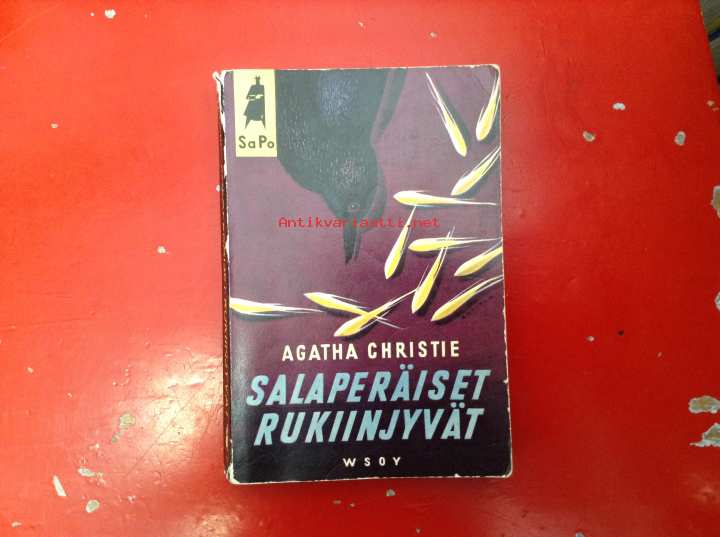 SaPo
Antikvariaatti.net
AGATHA CHRISTIE
SALAPERÄISET
RUKIINJYVÄT
WSOY